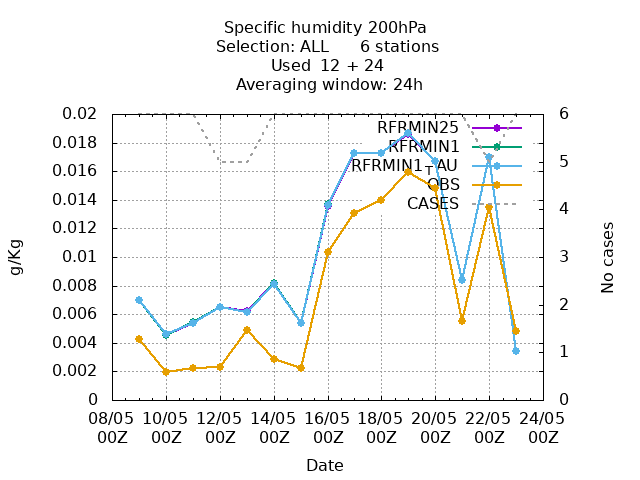 Specific humidity 200hPa
Selection: ALL 6 stations
Used 12 + 24
Averaging window: 24h
0.02
0.018
0.016
0.014
0.012
0.01
0.008
0.006
0.004
0.002
0
6
5
4
3
2
1
0
RFRMIN25
RFRMIN1
RFRMIN1_TAU
OBS
CASES
g/Kg
No cases
08/05 10/05 12/05 14/05 16/05 18/05 20/05 22/05 24/05
00Z 00Z 00Z 00Z 00Z 00Z 00Z 00Z 00Z
Date